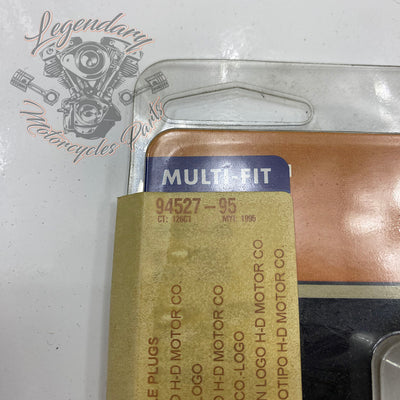 Legendary
Motorcycles Parts
MULTI-FIT
94527-95
CT: 126C1 MYI: 1995
E PLUGS
O H-D MOTOR CO.
-LOGO
O H-D MOTOR CO.
CO-LOGO
N LOGO H-D MOTOR CO.
OTIPO H-D MOTOR CO.